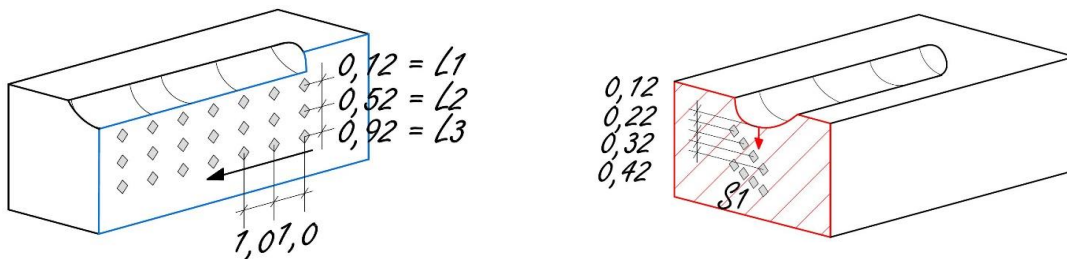 0,12 = L1
0,52 = L2
0,92 = L3
1,0 1,0
0,12
0,22
0,32
0,42
S1